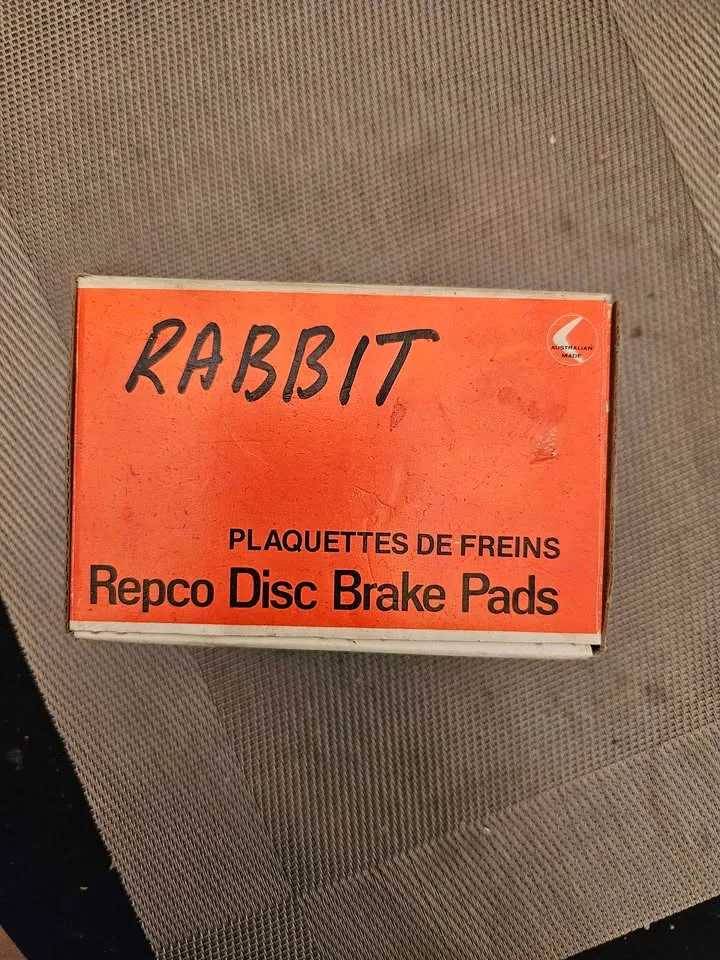 RABBIT
AUSTRALIAN
MADE
PLAQUETTES DE FREINS
Repco Disc Brake Pads